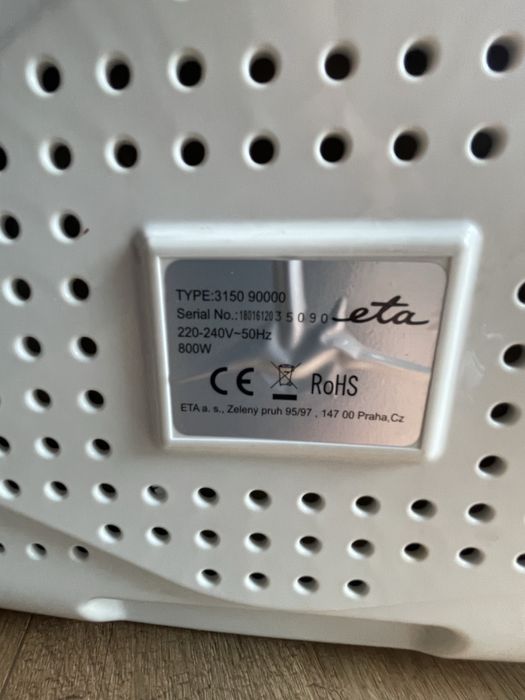 TYPE:3150 90000
Serial No.:18016120 3 5 0 9 0 eta
220-240V~50Hz
800W
CE RoHS
ETA a. s., Zeleny pruh 95/97 , 147 00 Praha,Cz